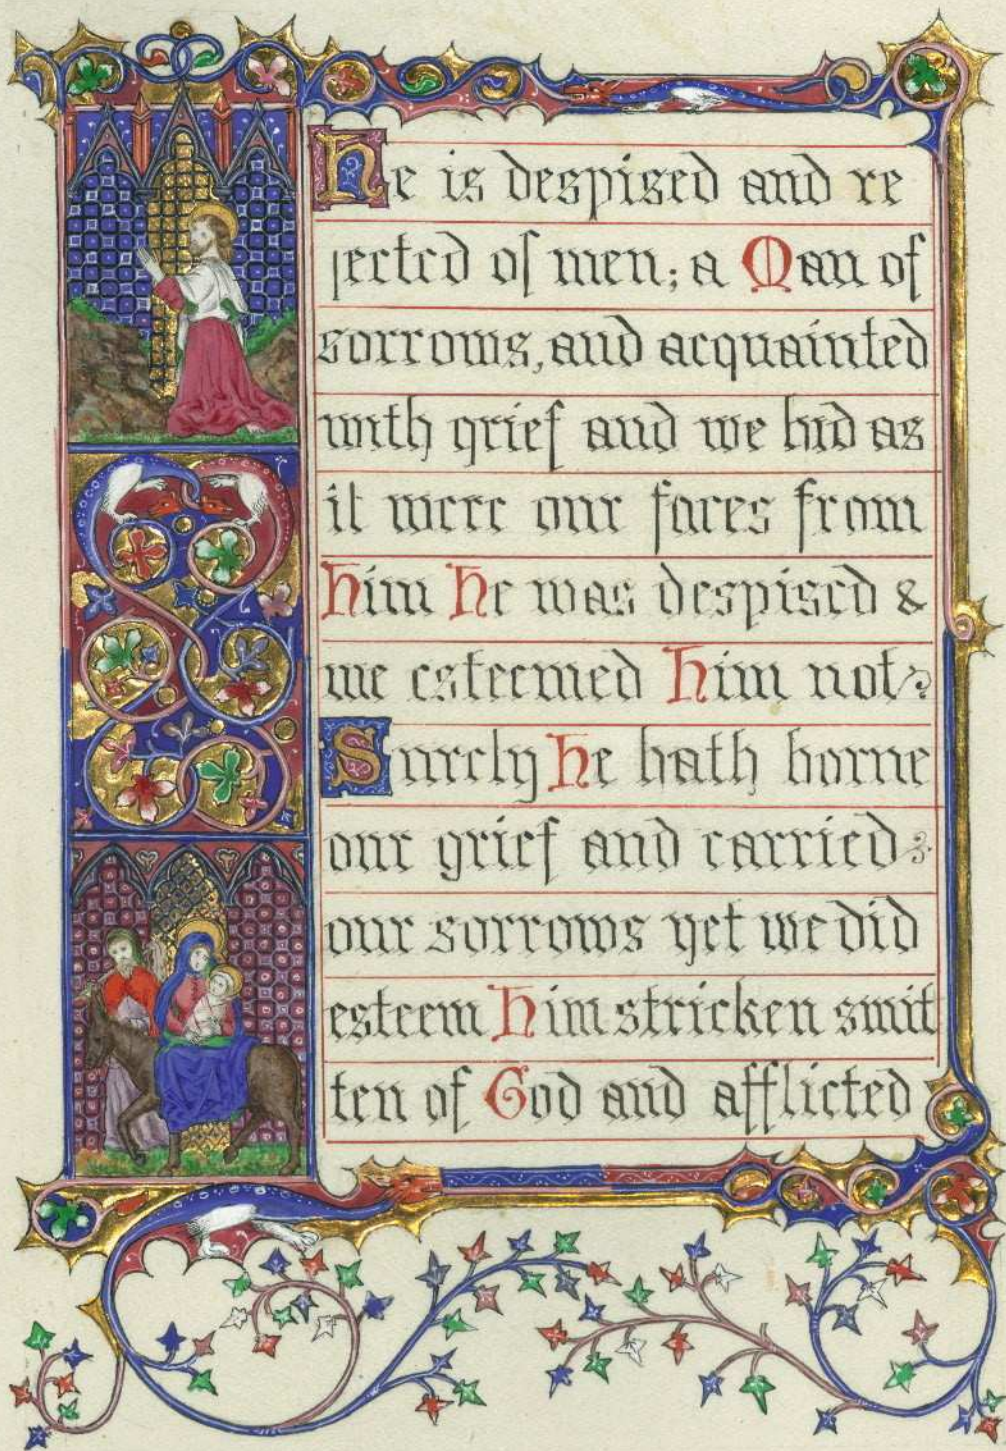 He is despised and re
jected of men; a Man of
sorrows, and acquainted
with grief and we hid as
it were our faces from
Him He was despised &
we esteemed Him not
Surely He hath borne
our grief and carried
our sorrows yet we did
esteem Him stricken smit
ten of God and afflicted